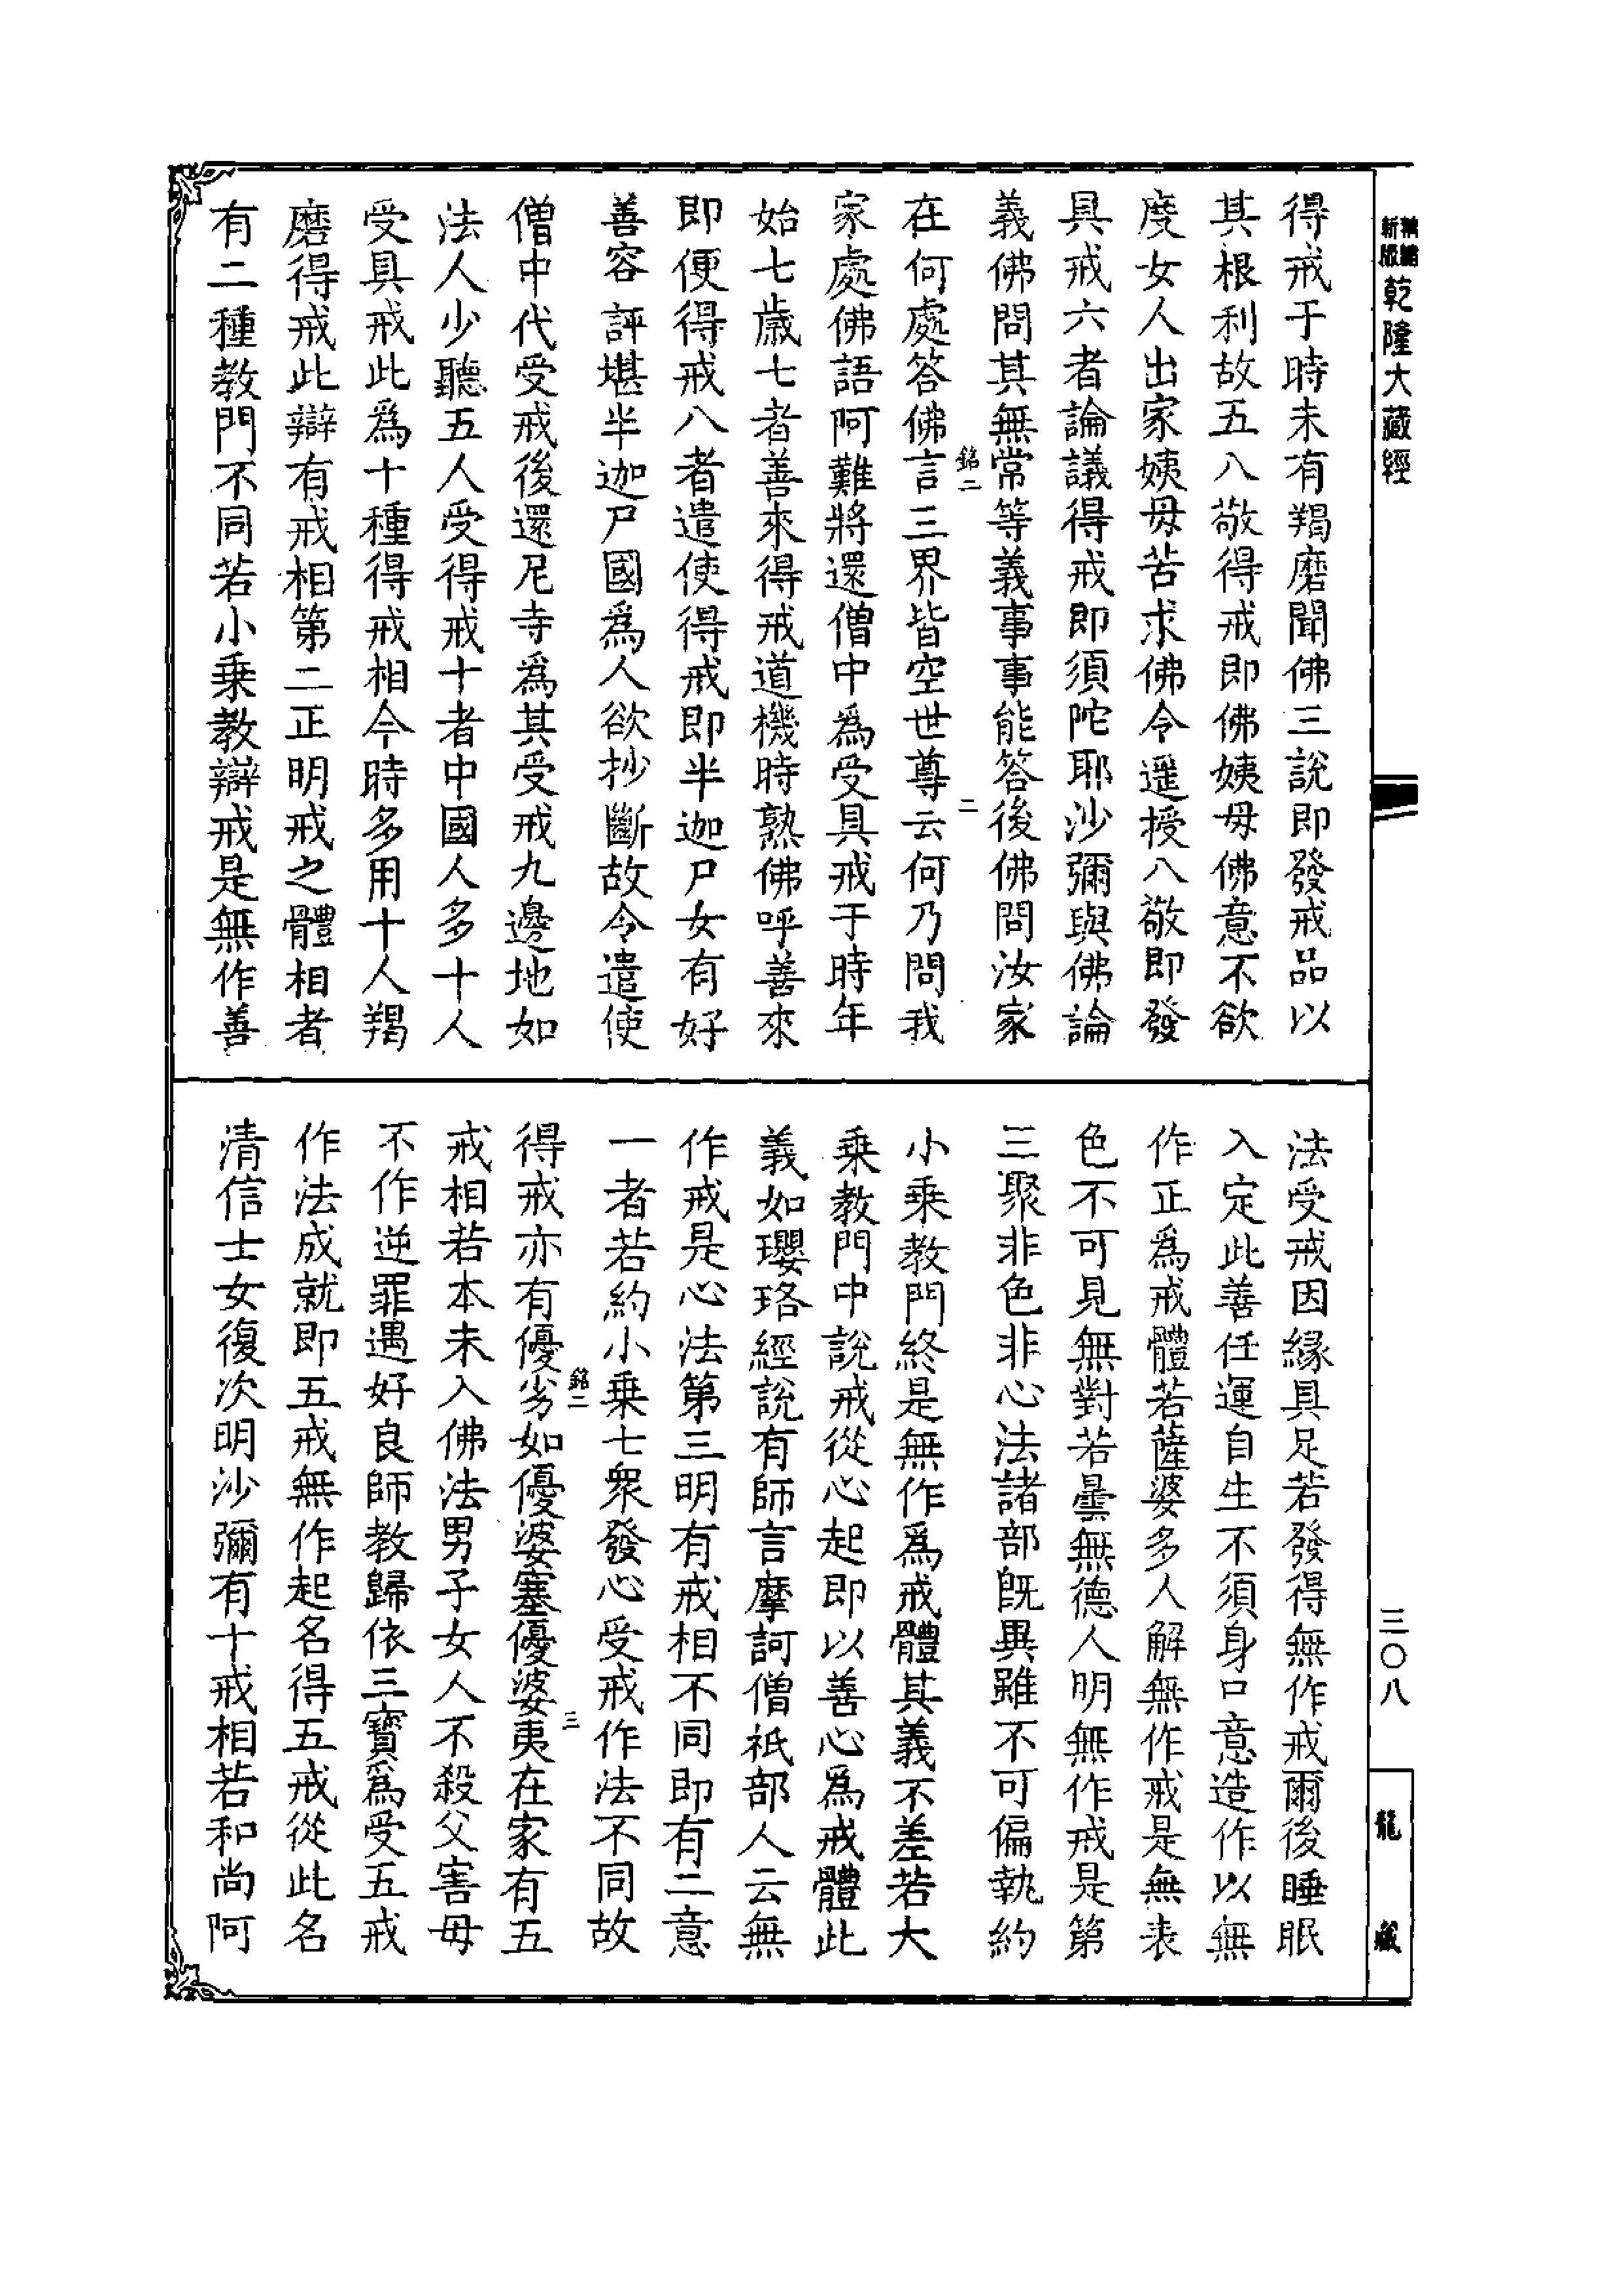 新版
精縮
乾隆大藏經
三〇八
龍藏
得戒于時未有羯磨聞佛三說即發戒品以
其根利故五八敬得戒即佛姨母佛意不欲
度女人出家姨毋苦求佛令遥授八敬即發
具戒六者論議得戒即須陀耶沙彌與佛論
義佛問其無常等義事事能答後佛問汝家
銘二
二
在何處答佛言三界皆空世尊云何乃問我
家處佛語阿難將還僧中爲受具戒于時年
始七歲七者善來得戒道機時熟佛呼善來
即便得戒八者遣使得戒即半迦尸女有好
善容評堪半迦尸國爲人欲抄斷故令遣使
僧中代受戒後還尼寺爲其受戒九邊地如
法人少聽五人受得戒十者中國人多十人
受具戒此爲十種得戒相今時多用十人羯
磨得戒此辯有戒相第二正明戒之體相者
有二種教門不同若小乗教辯戒是無作善
法受戒因緣具足若發得無作戒爾後睡眠
入定此善任運自生不須身口意造作以無
作正爲戒體若薩婆多人解無作戒是無表
色不可見無對若曇無德人明無作戒是第
三聚非色非心法諸部既異雖不可偏執約
小乗教門終是無作爲戒體其義不差若大
乗教門中說戒從心起即以善心爲戒體此
義如瓔珞經說有師言摩訶僧祇部人云無
作戒是心法第三明有戒相不同即有二意
一者若約小乗七衆發心受戒作法不同故
銘二
三
得戒亦有優劣如優婆塞優婆夷在家有五
戒相若本未入佛法男子女人不殺父害毋
不作逆罪遇好良師教歸依三寶爲受五戒
作法成就即五戒無作起名得五戒從此名
清信士女復次明沙彌有十戒相若和尚阿